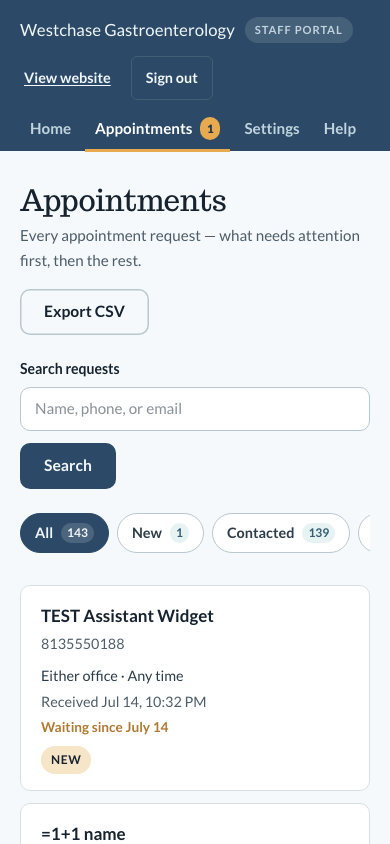 Westchase Gastroenterology STAFF PORTAL
View website Sign out
Home Appointments 1 Settings Help
Appointments
Every appointment request — what needs attention
first, then the rest.
Export CSV
Search requests
Name, phone, or email
Search
All 143 New 1 Contacted 139
TEST Assistant Widget
8135550188
Either office · Any time
Received Jul 14, 10:32 PM
Waiting since July 14
NEW
=1+1 name